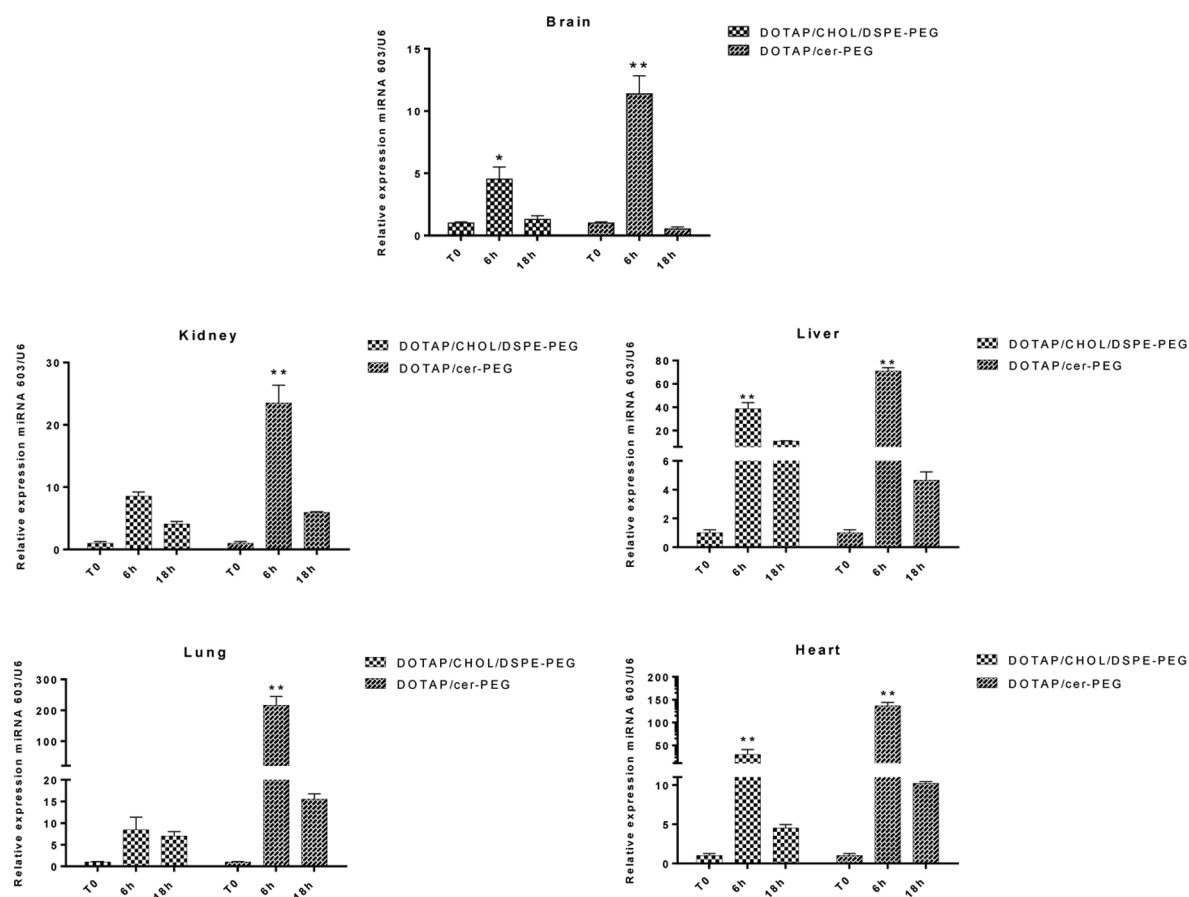 Brain
DOTAP/CHOL/DSPE-PEG
DOTAP/cer-PEG
Relative expression miRNA 603/U6
15
10
5
0
*
**
T0
6h
18h
T0
6h
18h
Kidney
DOTAP/CHOL/DSPE-PEG
DOTAP/cer-PEG
Relative expression miRNA 603/U6
30
20
10
0
**
T0
6h
18h
T0
6h
18h
Liver
DOTAP/CHOL/DSPE-PEG
DOTAP/cer-PEG
Relative expression miRNA 603/U6
80
60
40
20
6
4
2
0
**
**
T0
6h
18h
T0
6h
18h
Lung
DOTAP/CHOL/DSPE-PEG
DOTAP/cer-PEG
Relative expression miRNA 603/U6
300
200
100
20
15
10
5
0
**
T0
6h
18h
T0
6h
18h
Heart
DOTAP/CHOL/DSPE-PEG
DOTAP/cer-PEG
Relative expression miRNA 603/U6
200
150
100
50
10
5
0
**
**
T0
6h
18h
T0
6h
18h